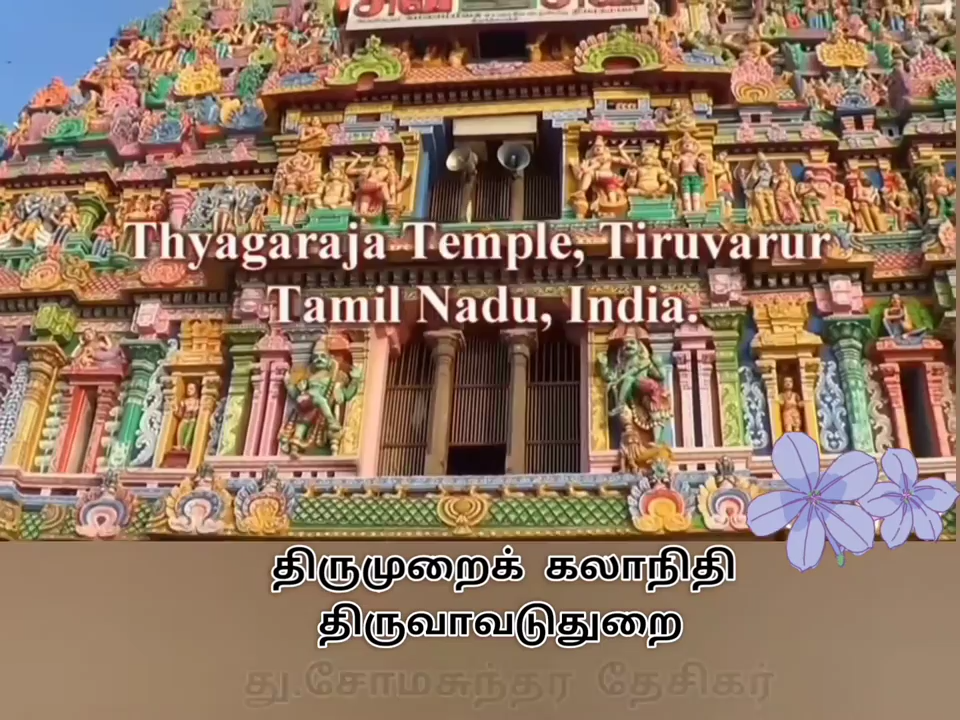 Thyagaraja Temple, Tiruvarur
Tamil Nadu, India.
திருமுறைக் கலாநிதி
திருவாவடுதுறை
து.சோமசுந்தர தேசிகர்